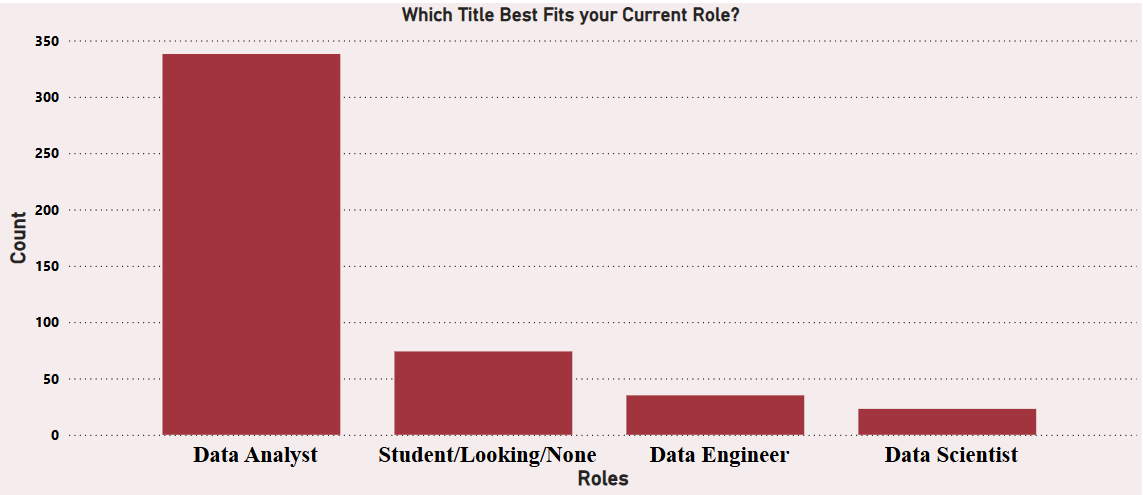 Which Title Best Fits your Current Role?
350
300
250
200
150
100
50
0
Count
Data Analyst
Student/Looking/None
Data Engineer
Data Scientist
Roles